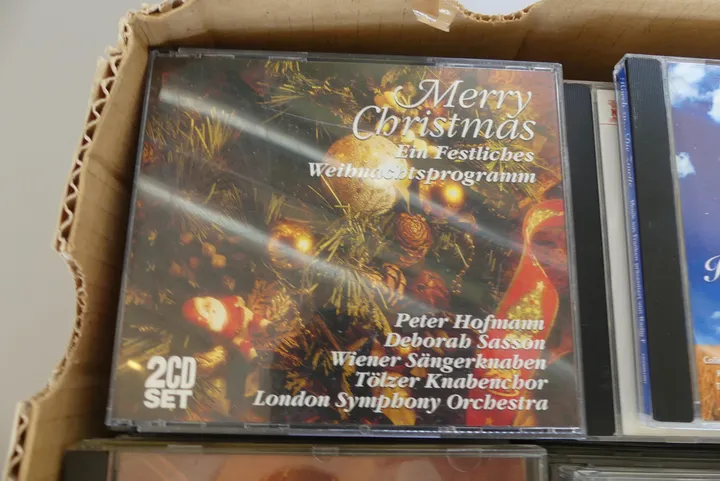 Merry
Christmas
Ein Festliches
Weihnachtsprogramm
Peter Hofmann
Deborah Sasson
Wiener Sängerknaben
Tölzer Knabenchor
London Symphony Orchestra
2CD
SET